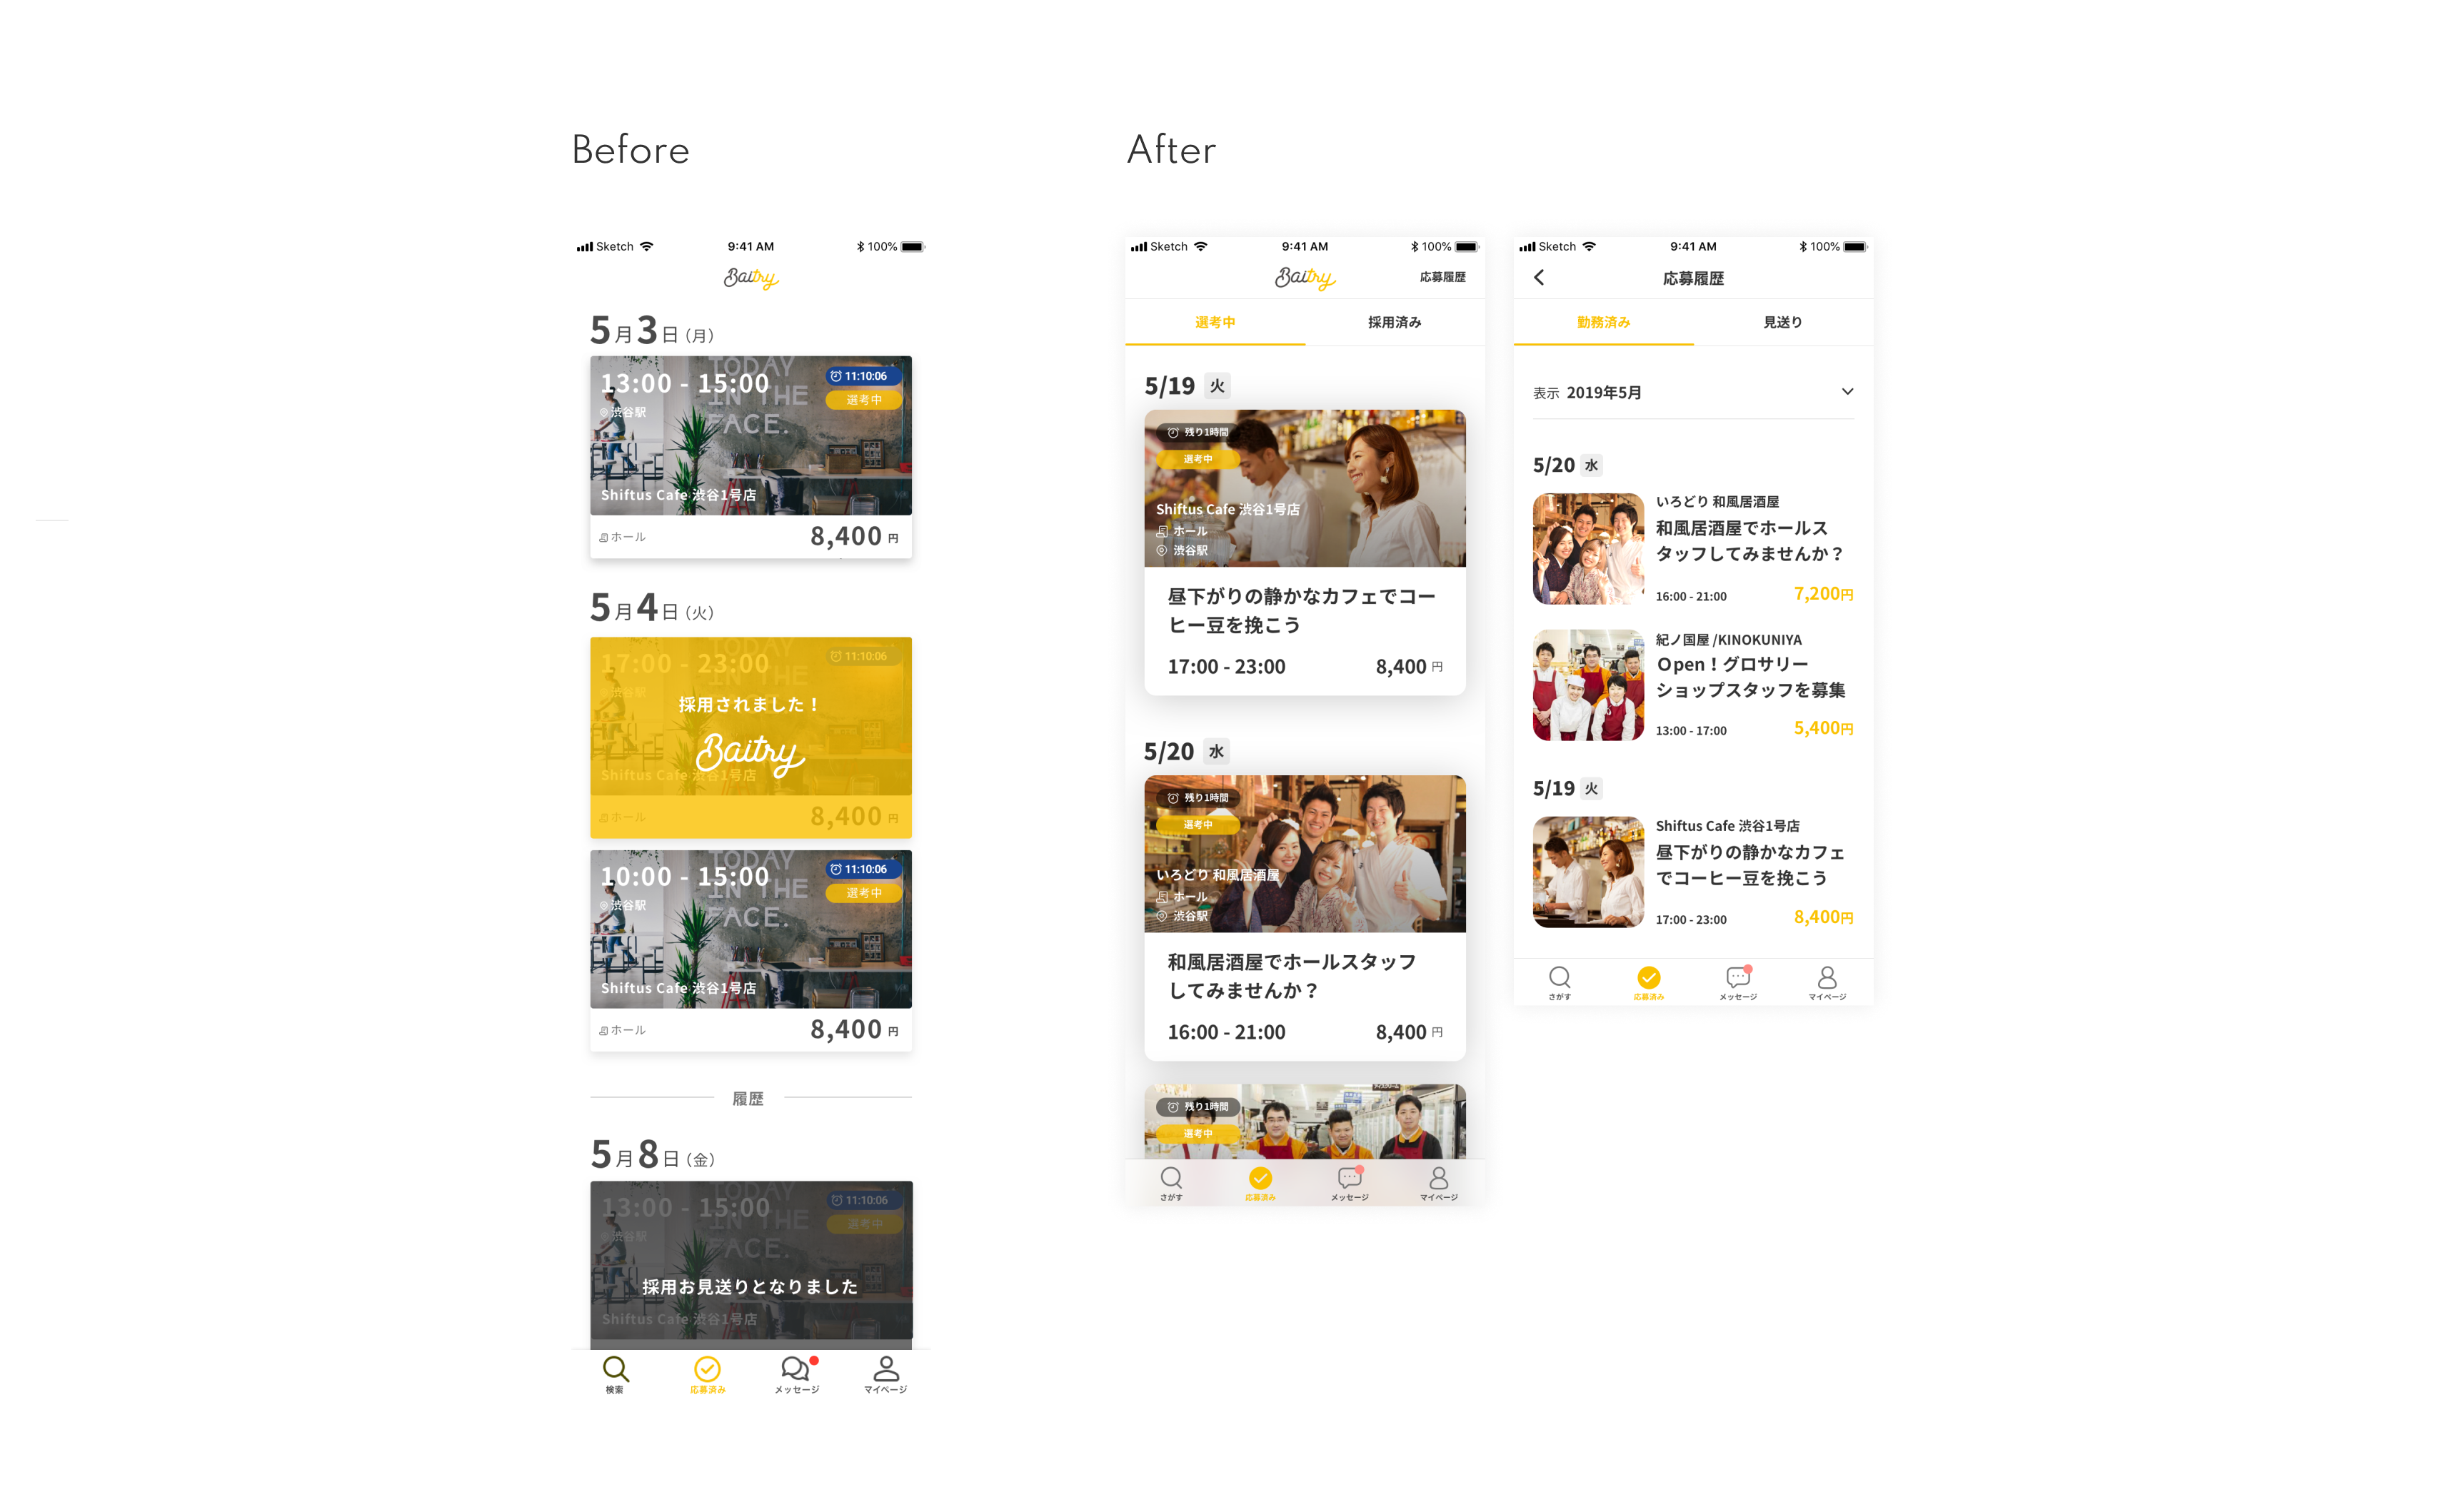 Before
Sketch 9:41 AM 100%
Baitry
5月3日(月)
TODAY
IN THE
FACE.
13:00 - 15:00
11:10:06
選考中
渋谷駅
Shiftus Cafe 渋谷1号店
ホール
8,400 円
5月4日(火)
17:00 - 23:00
11:10:06
渋谷駅
採用されました！
Baitry
Shiftus Cafe 渋谷1号店
ホール
8,400 円
TODAY
IN THE
FACE.
10:00 - 15:00
11:10:06
選考中
渋谷駅
Shiftus Cafe 渋谷1号店
ホール
8,400 円
履歴
5月8日(金)
TODAY
IN THE
FACE.
13:00 - 15:00
11:10:06
選考中
渋谷駅
採用お見送りとなりました
Shiftus Cafe 渋谷1号店
検索
応募済み
メッセージ
マイページ
After
Sketch 9:41 AM 100%
Baitry
応募履歴
選考中
採用済み
5/19 火
残り1時間
選考中
Shiftus Cafe 渋谷1号店
ホール
渋谷駅
昼下がりの静かなカフェでコー
ヒー豆を挽こう
17:00 - 23:00
8,400 円
5/20 水
残り1時間
選考中
いろどり 和風居酒屋
ホール
渋谷駅
和風居酒屋でホールスタッフ
してみませんか？
16:00 - 21:00
8,400 円
残り1時間
選考中
さがす
応募済み
メッセージ
マイページ
Sketch 9:41 AM 100%
応募履歴
勤務済み
見送り
表示 2019年5月
5/20 水
いろどり 和風居酒屋
和風居酒屋でホールス
タッフしてみませんか？
16:00 - 21:00
7,200円
紀ノ国屋 /KINOKUNIYA
Open！グロサリー
ショップスタッフを募集
13:00 - 17:00
5,400円
5/19 火
Shiftus Cafe 渋谷1号店
昼下がりの静かなカフェ
でコーヒー豆を挽こう
17:00 - 23:00
8,400円
さがす
応募済み
メッセージ
マイページ